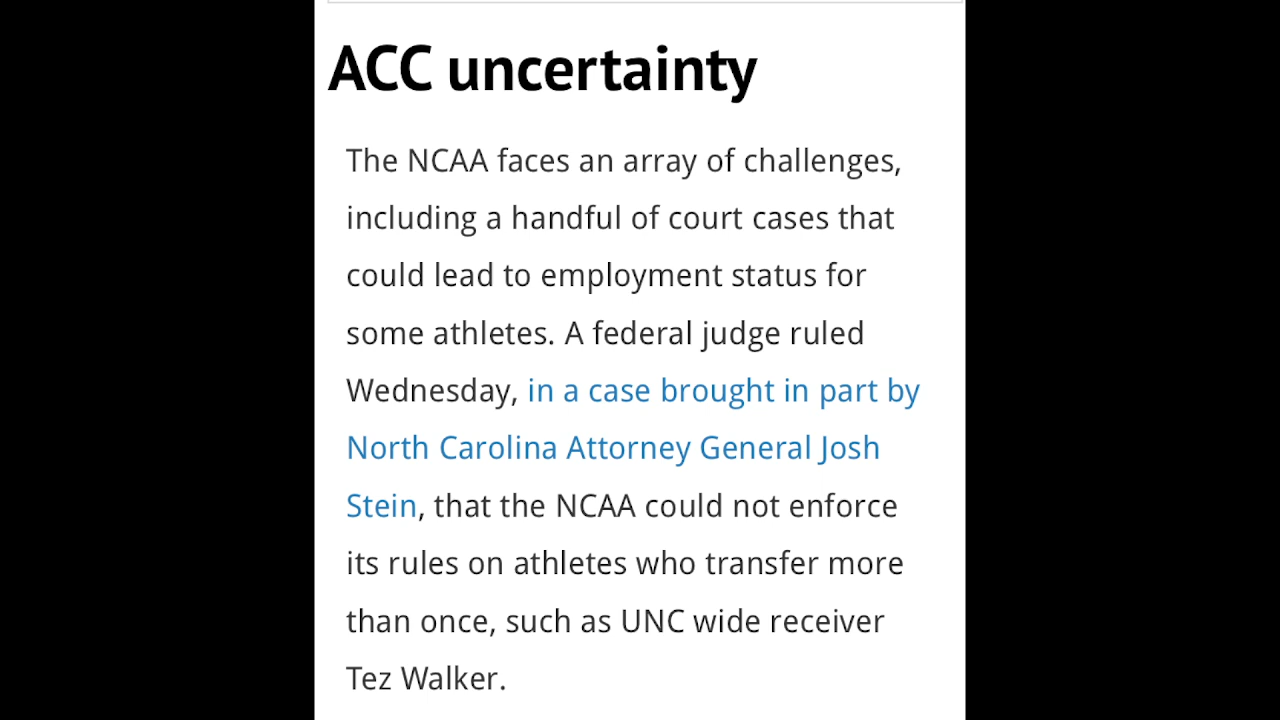 ACC uncertainty
The NCAA faces an array of challenges,
including a handful of court cases that
could lead to employment status for
some athletes. A federal judge ruled
Wednesday, in a case brought in part by
North Carolina Attorney General Josh
Stein, that the NCAA could not enforce
its rules on athletes who transfer more
than once, such as UNC wide receiver
Tez Walker.